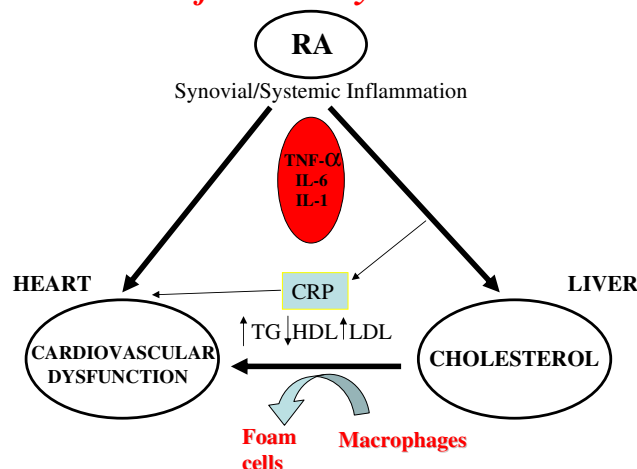 RA
Synovial/Systemic Inflammation
TNF-α
IL-6
IL-1
HEART
LIVER
CRP
TG HDL LDL
CARDIOVASCULAR
DYSFUNCTION
CHOLESTEROL
Foam
cells
Macrophages